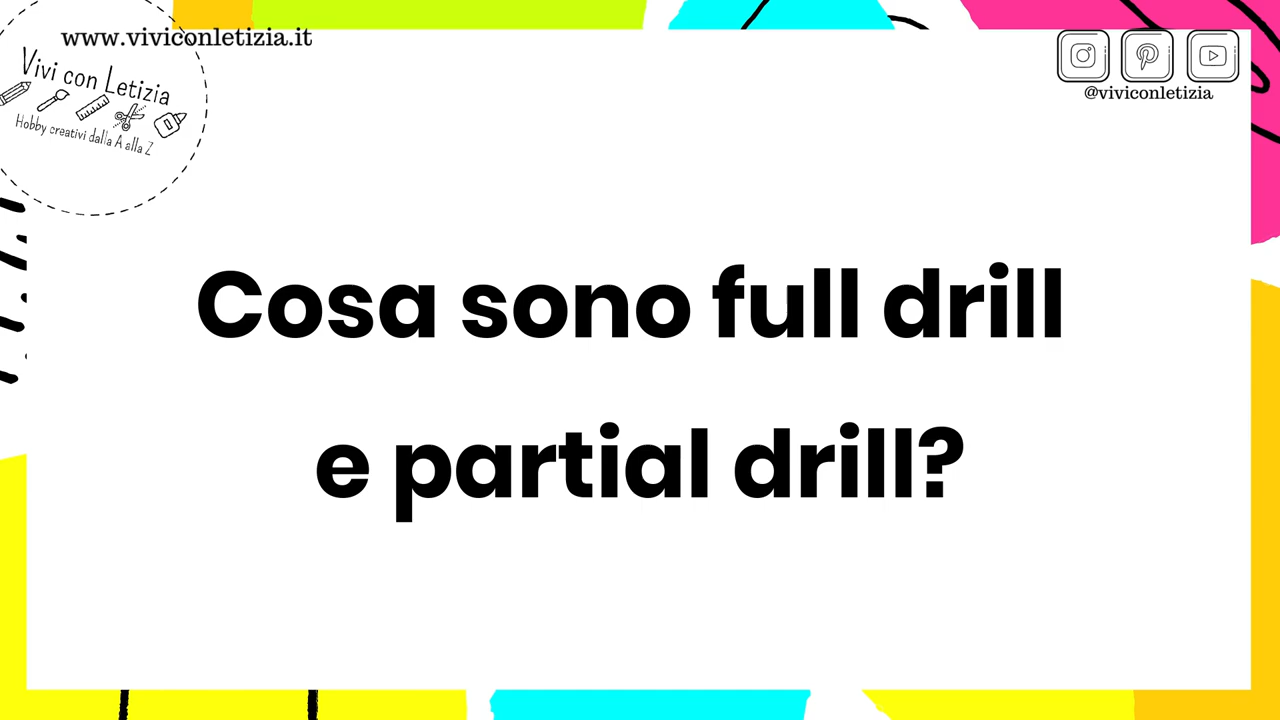 www.viviconletizia.it
Vivi con Letizia
Hobby creativi dalla A alla Z
@viviconletizia
Cosa sono full drill
e partial drill?